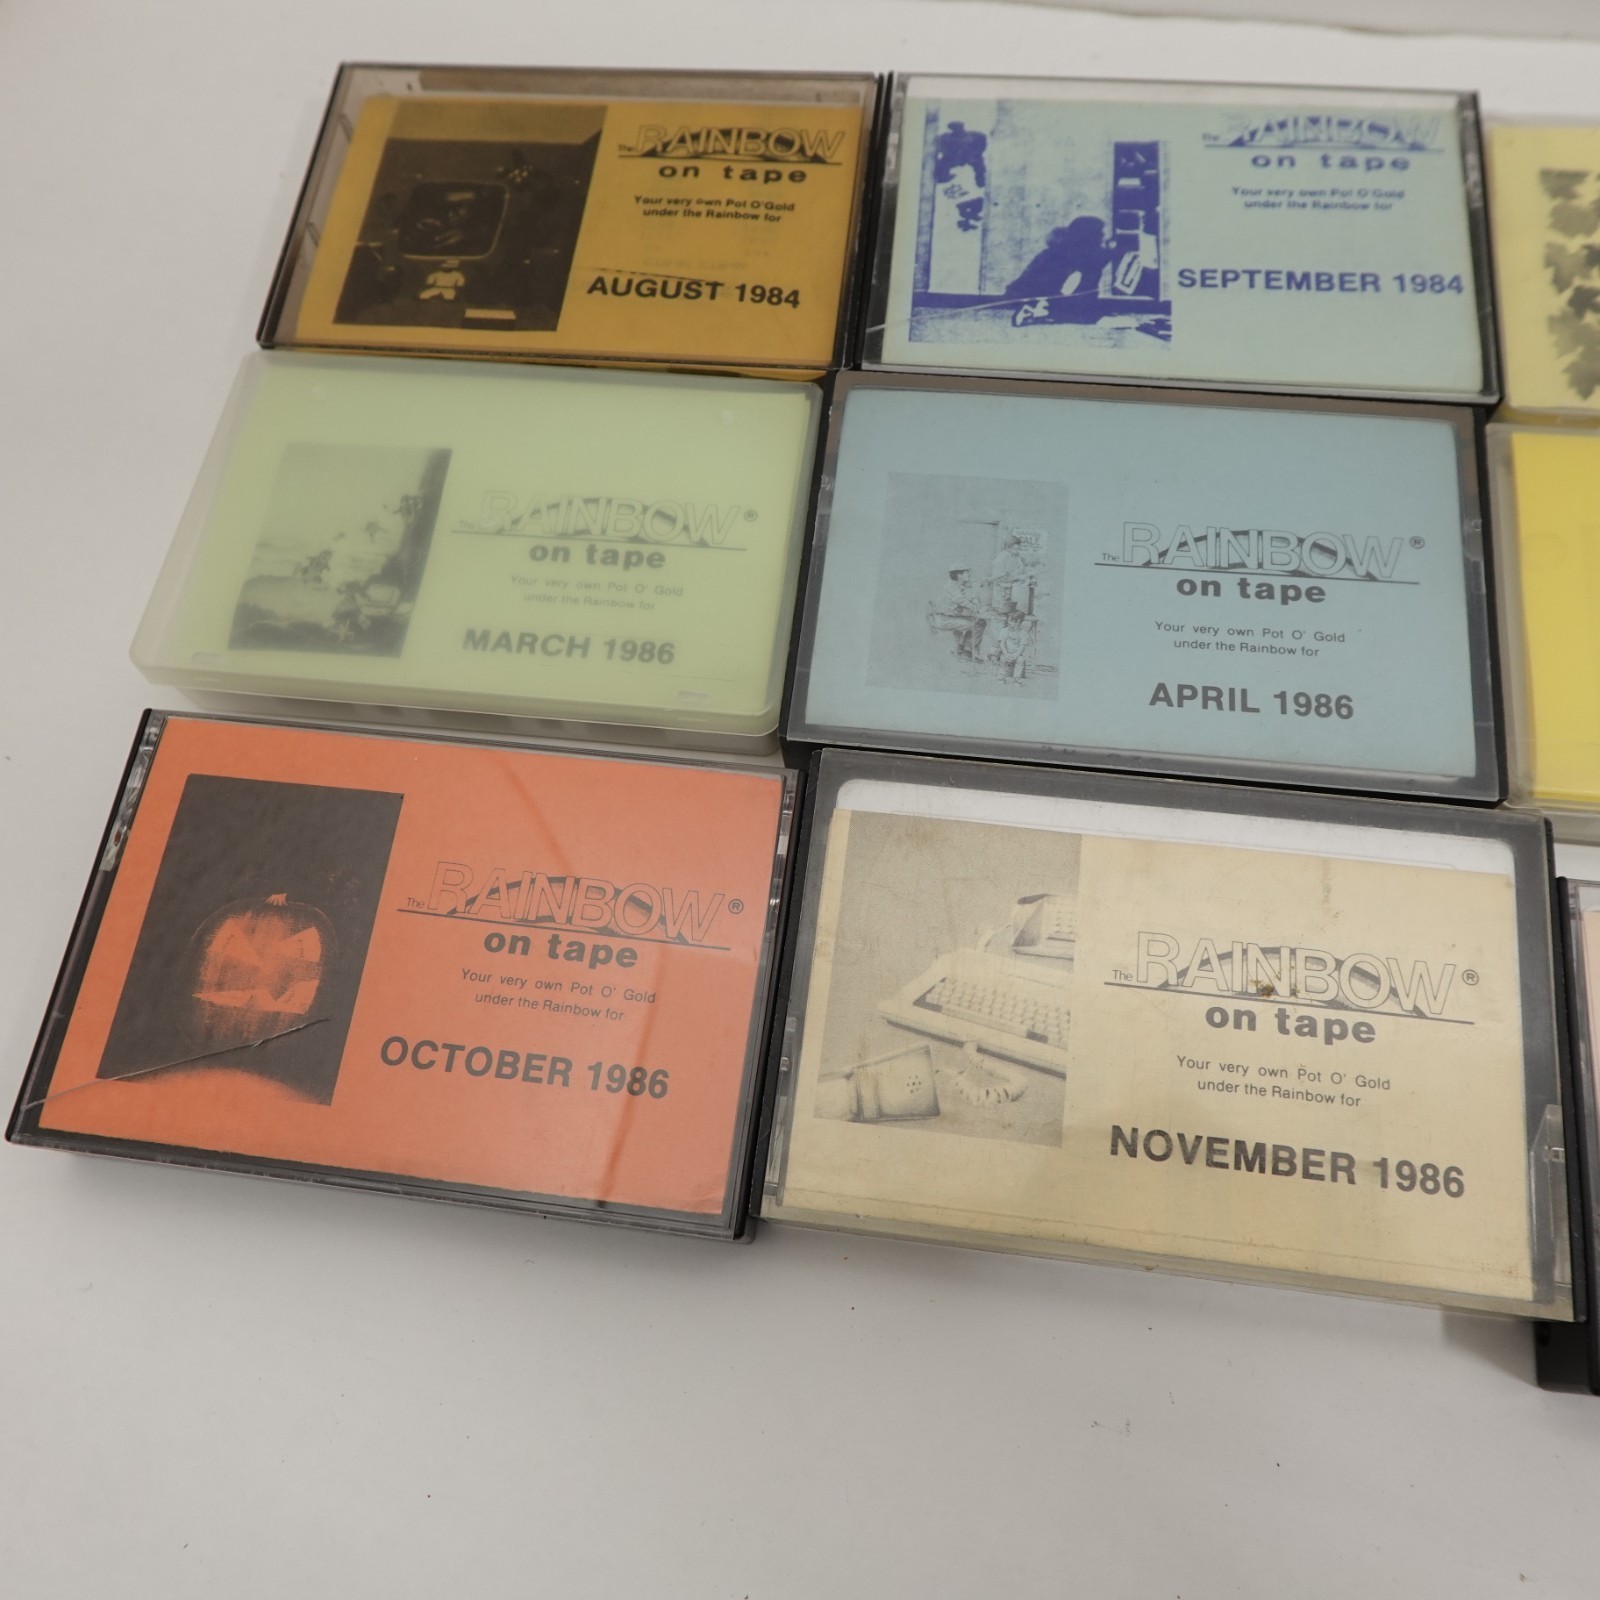 The RAINBOW
on tape
Your very own Pot O'Gold
under the Rainbow for
AUGUST 1984
The RAINBOW
on tape
Your very own Pot O'Gold
under the Rainbow for
SEPTEMBER 1984
The RAINBOW®
on tape
Your very own Pot O' Gold
under the Rainbow for
MARCH 1986
The RAINBOW®
on tape
Your very own Pot O' Gold
under the Rainbow for
APRIL 1986
The RAINBOW®
on tape
Your very own Pot O' Gold
under the Rainbow for
OCTOBER 1986
The RAINBOW®
on tape
Your very own Pot O' Gold
under the Rainbow for
NOVEMBER 1986